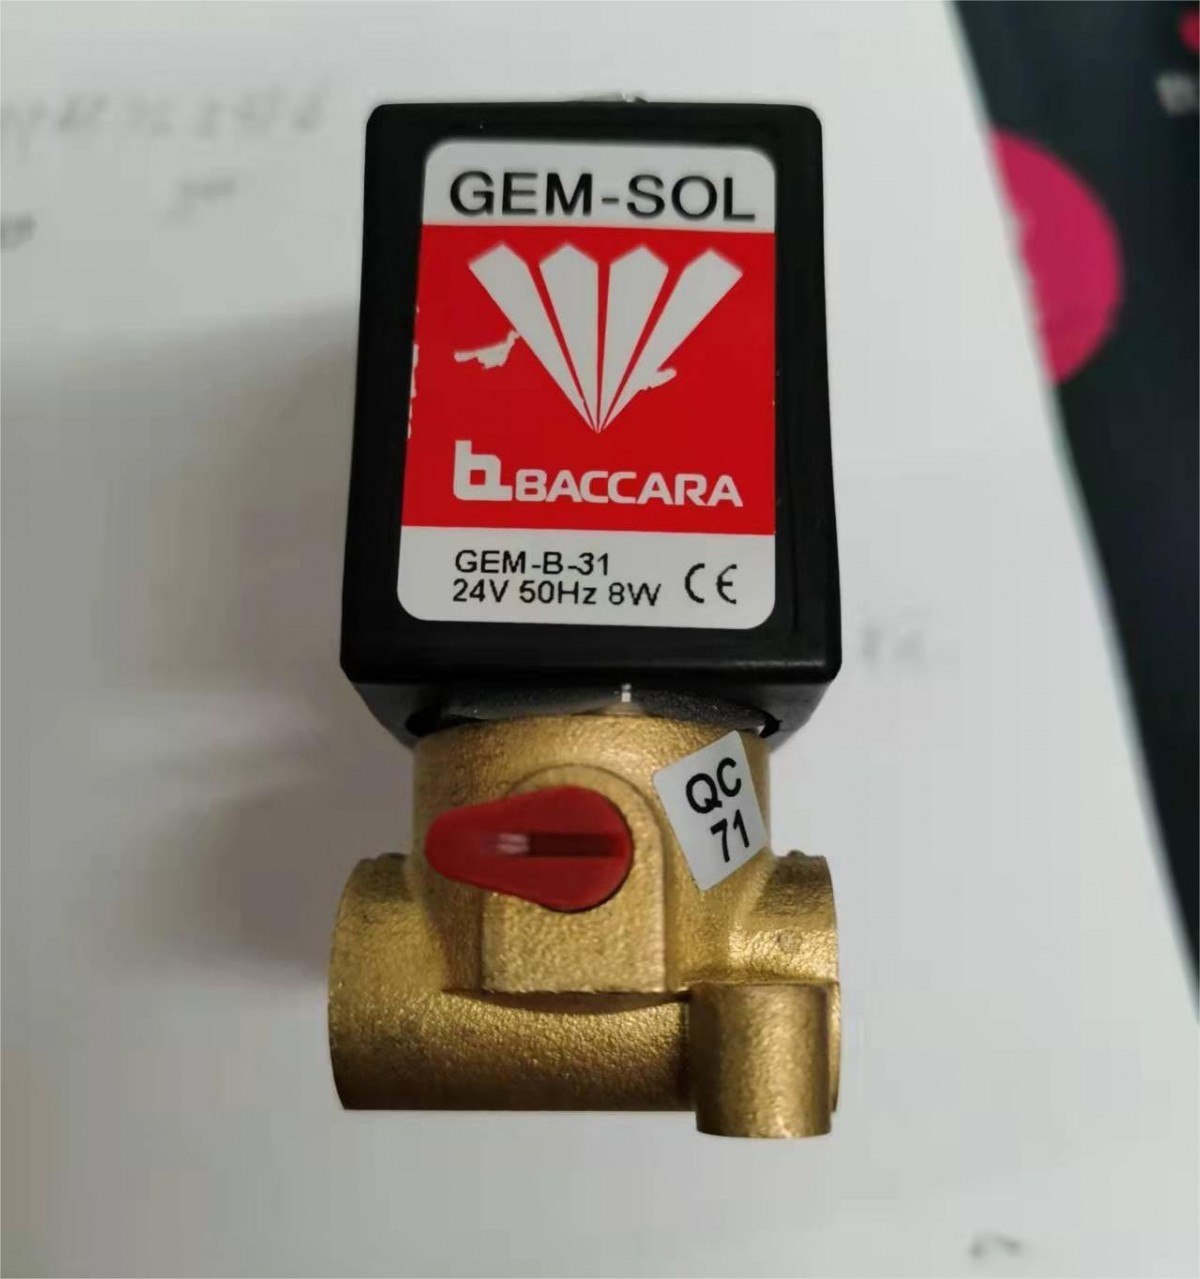 GEM-SOL
BACCARA
GEM-B-31
24V 50Hz 8W CE
QC
71